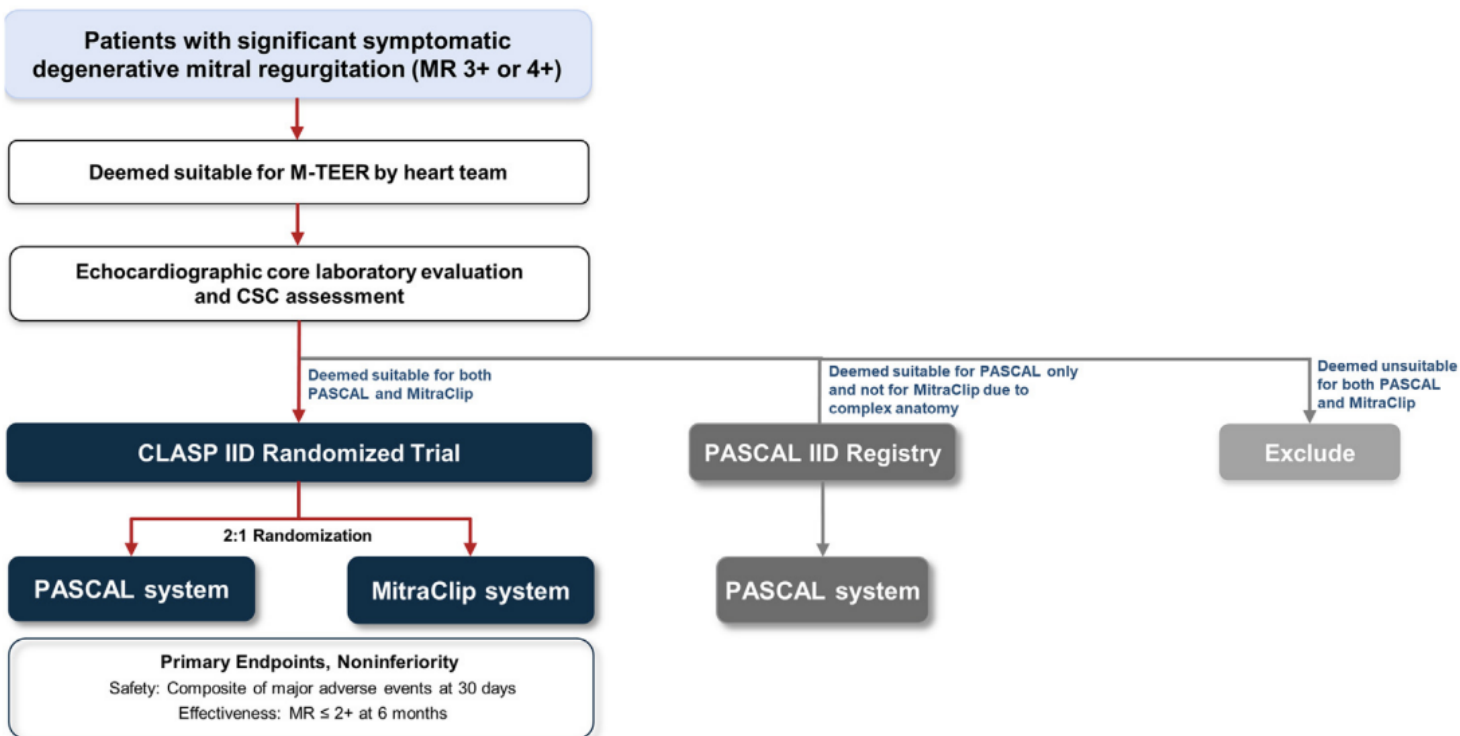 Patients with significant symptomatic
degenerative mitral regurgitation (MR 3+ or 4+)
Deemed suitable for M-TEER by heart team
Echocardiographic core laboratory evaluation
and CSC assessment
Deemed suitable for both
PASCAL and MitraClip
Deemed suitable for PASCAL only
and not for MitraClip due to
complex anatomy
Deemed unsuitable
for both PASCAL
and MitraClip
CLASP IID Randomized Trial
PASCAL IID Registry
Exclude
2:1 Randomization
PASCAL system
MitraClip system
PASCAL system
Primary Endpoints, Noninferiority
Safety: Composite of major adverse events at 30 days
Effectiveness: MR ≤ 2+ at 6 months